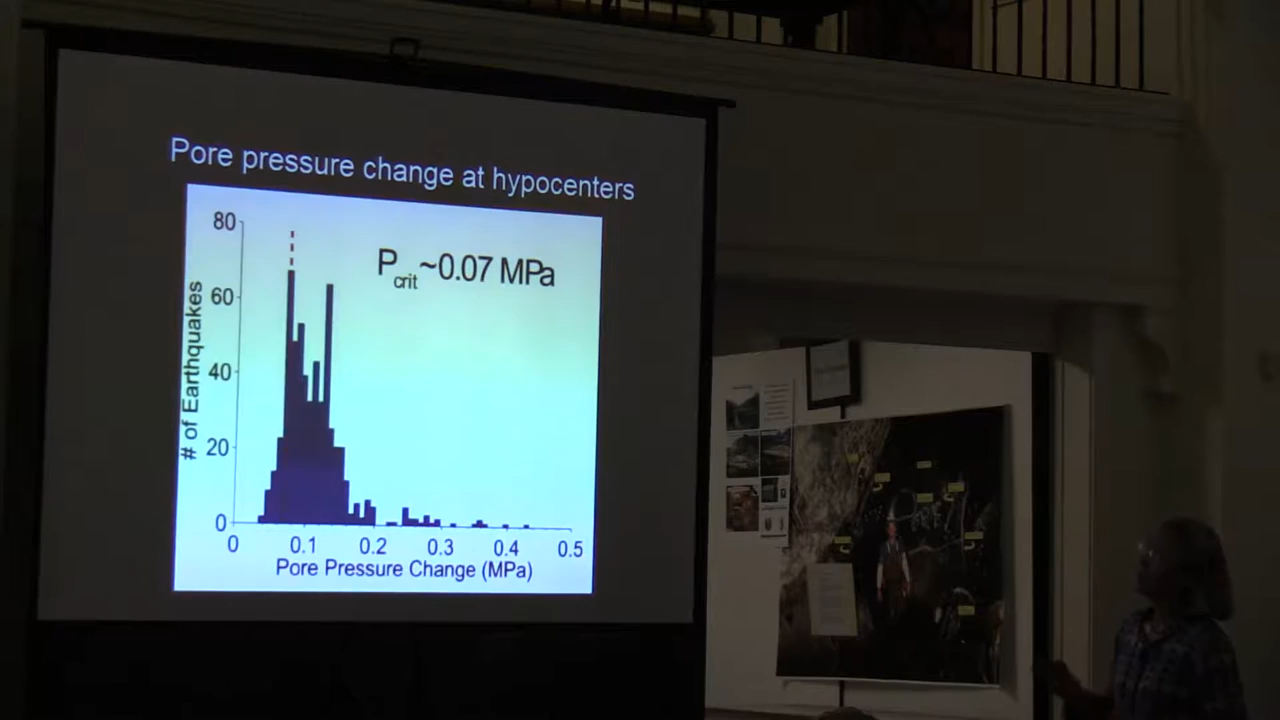 Pore pressure change at hypocenters
80
60
40
20
0
# of Earthquakes
Pcrit~0.07 MPa
0 0.1 0.2 0.3 0.4 0.5
Pore Pressure Change (MPa)